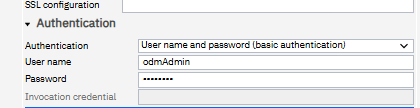 SSL configuration
Authentication
Authentication User name and password (basic authentication)
User name odmAdmin
Password ••••••••
Invocation credential